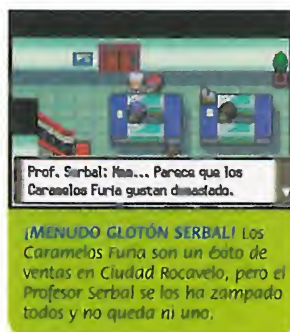 Prof. Serbal: Hmm... Parece que los
Caramelos Furia gustan demasiado.
¡MENUDO GLOTÓN SERBAL! Los
Caramelos Furia son un éxito de
ventas en Ciudad Rocavelo, pero el
Profesor Serbal se los ha zampado
todos y no queda ni uno.